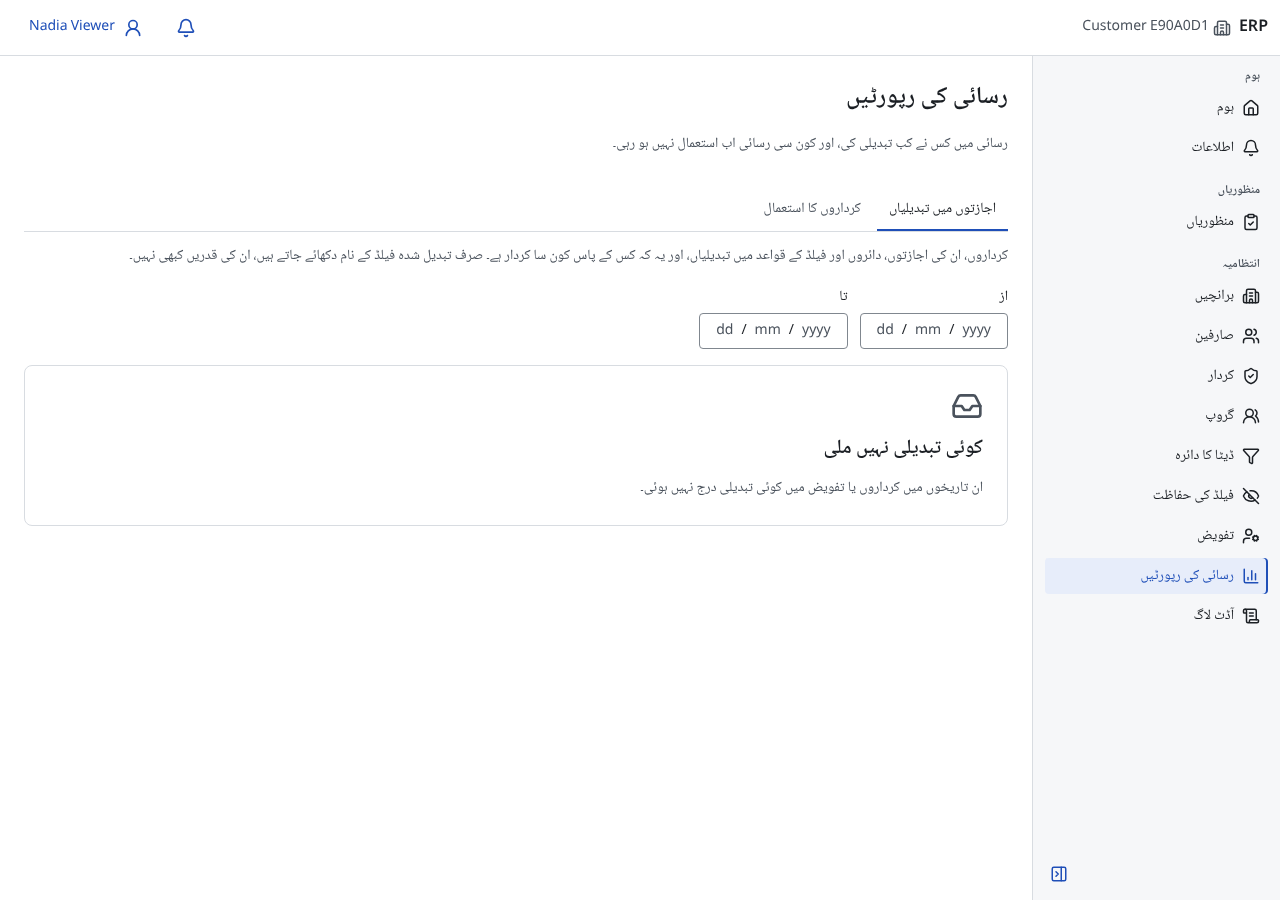 ERP
Customer E90A0D1
Nadia Viewer
ہوم
ہوم
اطلاعات
منظوریاں
منظوریاں
انتظامیہ
برانچیں
صارفین
کردار
گروپ
ڈیٹا کا دائرہ
فیلڈ کی حفاظت
تفویض
رسائی کی رپورٹیں
آڈٹ لاگ
رسائی کی رپورٹیں
رسائی میں کس نے کب تبدیلی کی، اور کون سی رسائی اب استعمال نہیں ہو رہی۔
اجازتوں میں تبدیلیاں
کرداروں کا استعمال
کرداروں، ان کی اجازتوں، دائروں اور فیلڈ کے قواعد میں تبدیلیاں، اور یہ کہ کس کے پاس کون سا کردار ہے۔ صرف تبدیل شدہ فیلڈ کے نام دکھائے جاتے ہیں، ان کی قدریں کبھی نہیں۔
از
dd / mm / yyyy
تا
dd / mm / yyyy
کوئی تبدیلی نہیں ملی
ان تاریخوں میں کرداروں یا تفویض میں کوئی تبدیلی درج نہیں ہوئی۔